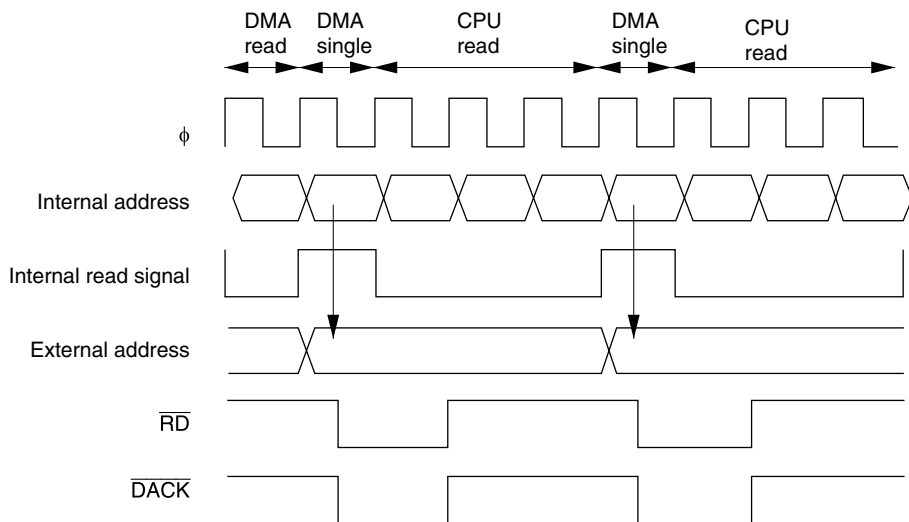 DMA read
DMA single
CPU read
DMA single
CPU read
ϕ
Internal address
Internal read signal
External address
RD
DACK